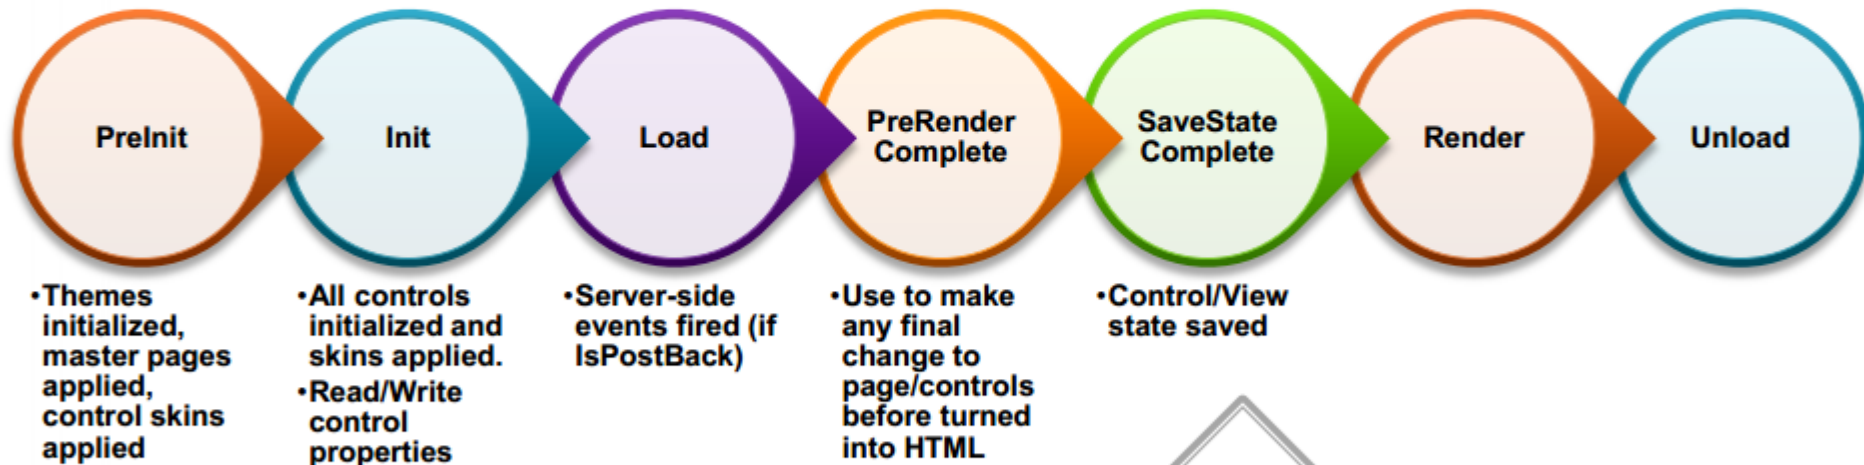 PreInit
Init
Load
PreRender
Complete
SaveState
Complete
Render
Unload
•Themes
initialized,
master pages
applied,
control skins
applied
•All controls
initialized and
skins applied.
•Read/Write
control
properties
•Server-side
events fired (if
IsPostBack)
•Use to make
any final
change to
page/controls
before turned
into HTML
•Control/View
state saved